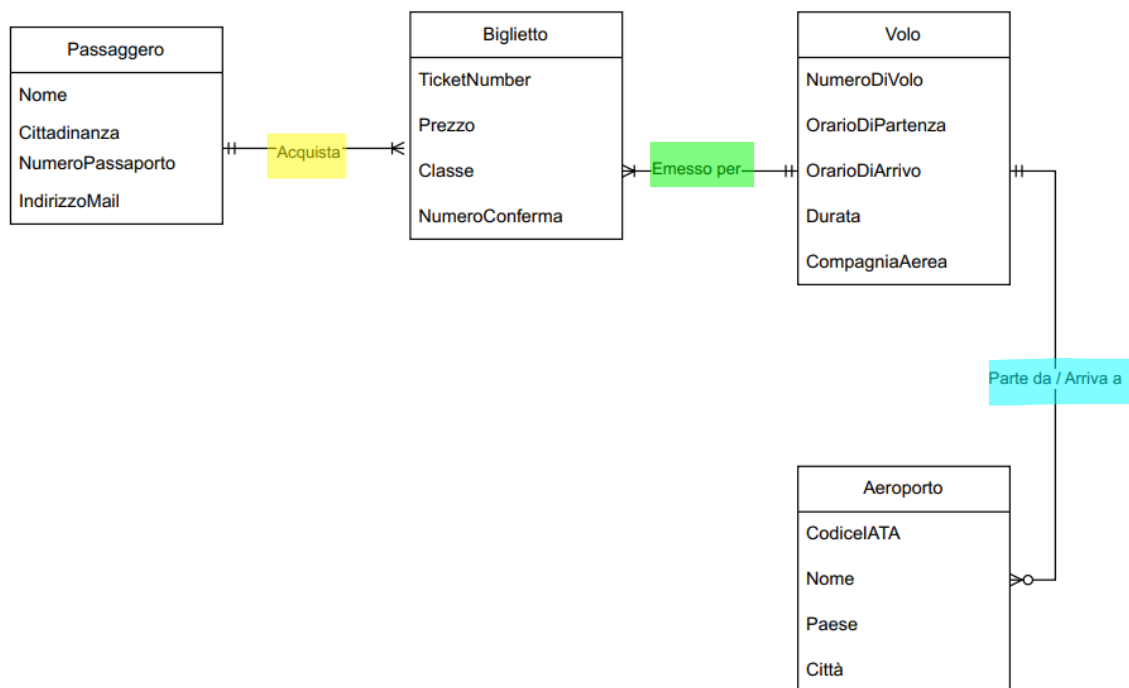 Passaggero
Nome
Cittadinanza
NumeroPassaporto
IndirizzoMail
Acquista
Biglietto
TicketNumber
Prezzo
Classe
NumeroConferma
Emesso per
Volo
NumeroDiVolo
OrarioDiPartenza
OrarioDiArrivo
Durata
CompagniaAerea
Parte da / Arriva a
Aeroporto
CodiceIATA
Nome
Paese
Città